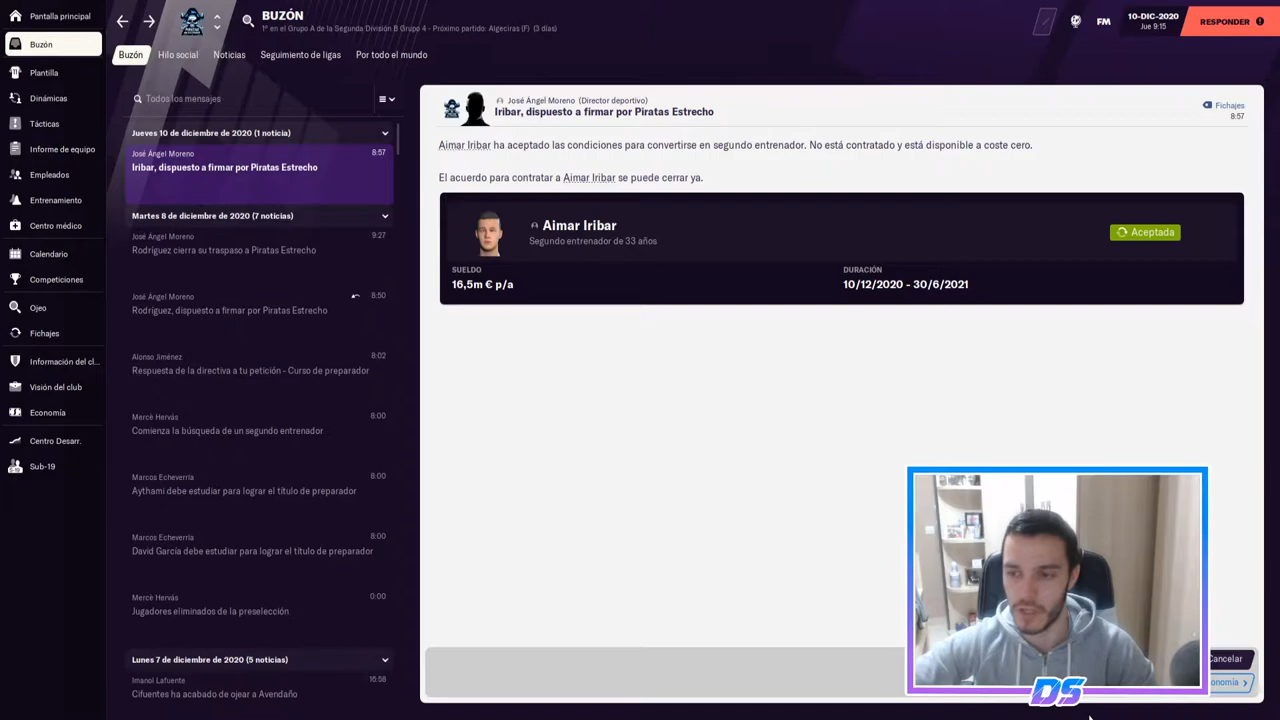 Pantalla principal
Buzón
Plantilla
Dinámicas
Tácticas
Informe de equipo
Empleados
Entrenamiento
Centro médico
Calendario
Competiciones
Ojeo
Fichajes
Información del cl...
Visión del club
Economía
Centro Desarr.
Sub-19
BUZÓN
1º en el Grupo A de la Segunda División B Grupo 4 - Próximo partido: Algeciras (F) (3 días)
FM
10-DIC-2020
Jue 9:15
RESPONDER
Buzón
Hilo social
Noticias
Seguimiento de ligas
Por todo el mundo
Todos los mensajes
Jueves 10 de diciembre de 2020 (1 noticia)
José Ángel Moreno 8:57
Iribar, dispuesto a firmar por Piratas Estrecho
Martes 8 de diciembre de 2020 (7 noticias)
José Ángel Moreno 9:27
Rodríguez cierra su traspaso a Piratas Estrecho
José Ángel Moreno 8:50
Rodríguez, dispuesto a firmar por Piratas Estrecho
Alonso Jiménez 8:02
Respuesta de la directiva a tu petición - Curso de preparador
Mercè Hervás 8:00
Comienza la búsqueda de un segundo entrenador
Marcos Echeverría 8:00
Aythami debe estudiar para lograr el título de preparador
Marcos Echeverría 8:00
David García debe estudiar para lograr el título de preparador
Mercè Hervás 0:00
Jugadores eliminados de la preselección
Lunes 7 de diciembre de 2020 (5 noticias)
Imanol Lafuente 16:58
Cifuentes ha acabado de ojear a Avendaño
José Ángel Moreno (Director deportivo)
Iribar, dispuesto a firmar por Piratas Estrecho
Fichajes
8:57
Aimar Iribar ha aceptado las condiciones para convertirse en segundo entrenador. No está contratado y está disponible a coste cero.
El acuerdo para contratar a Aimar Iribar se puede cerrar ya.
Aimar Iribar
Segundo entrenador de 33 años
Aceptada
SUELDO
16,5m € p/a
DURACIÓN
10/12/2020 - 30/6/2021
Cancelar
onomía
DS